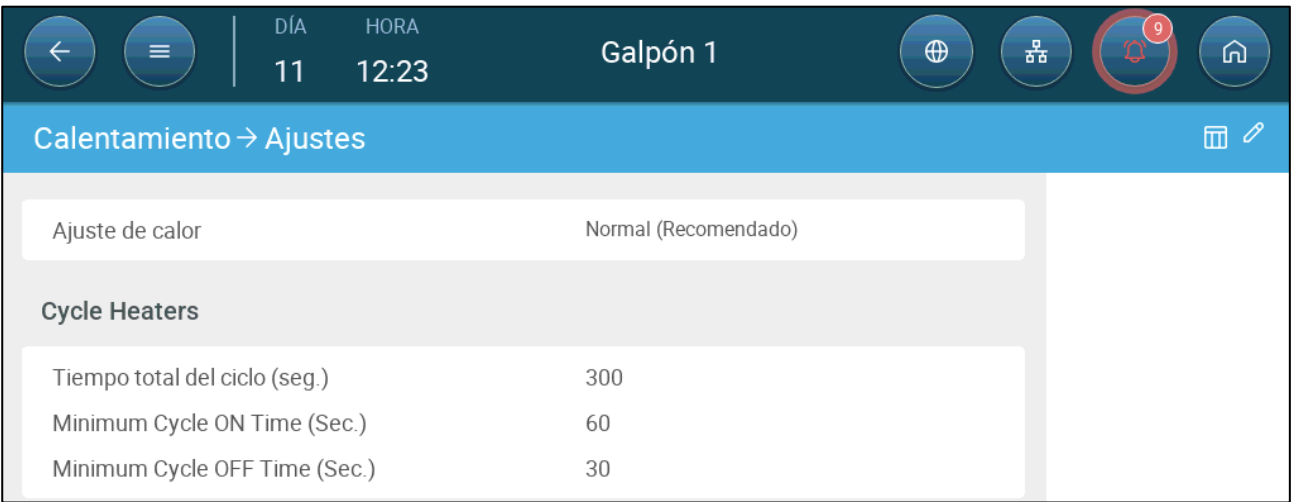 DÍA HORA
11 12:23
Galpón 1
9
Calentamiento → Ajustes
Ajuste de calor Normal (Recomendado)
Cycle Heaters
Tiempo total del ciclo (seg.) 300
Minimum Cycle ON Time (Sec.) 60
Minimum Cycle OFF Time (Sec.) 30